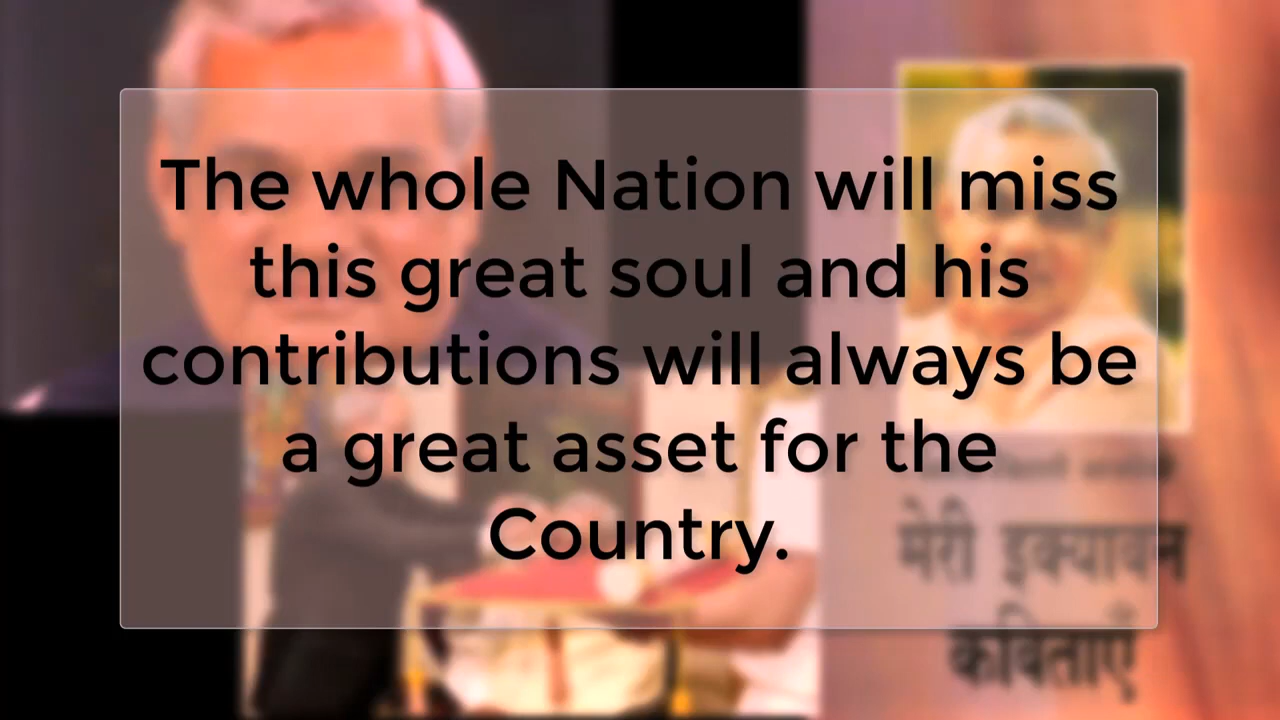 The whole Nation will miss
this great soul and his
contributions will always be
a great asset for the
Country.
मेरी इक्यावन
कविताएँ